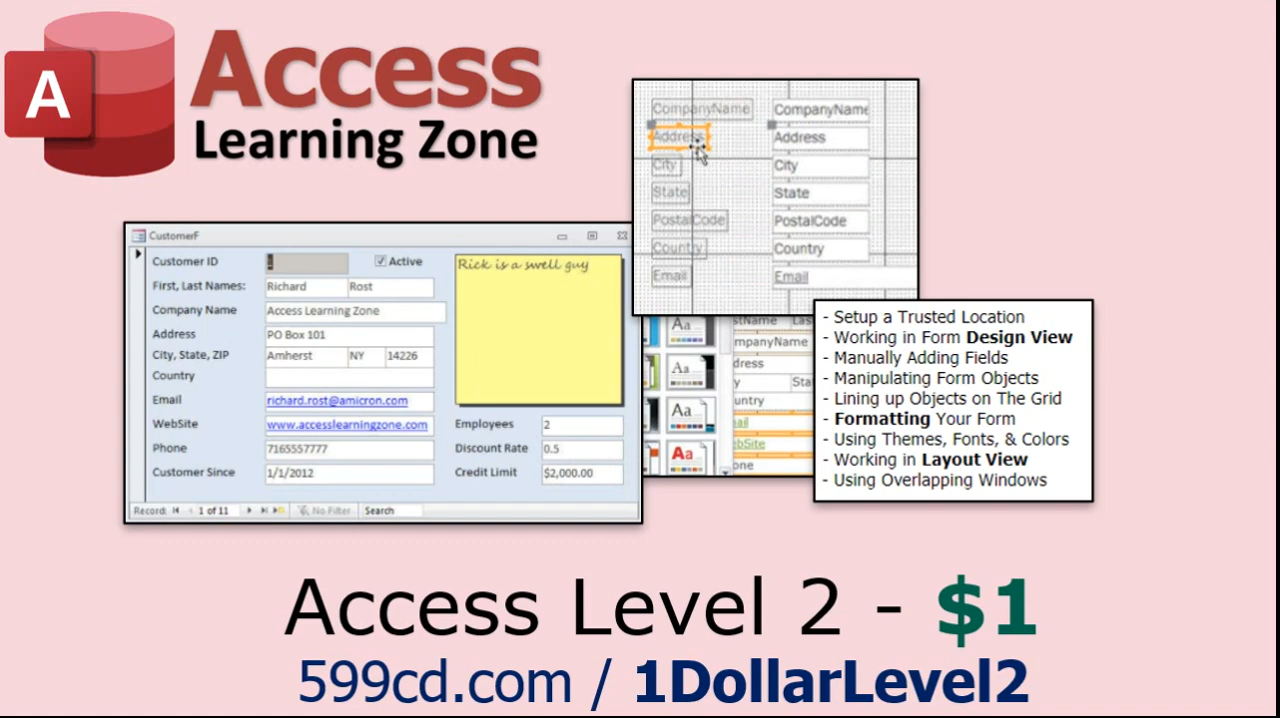 A
Access
Learning Zone
CompanyName CompanyName
Address Address
City City
State State
PostalCode PostalCode
Country Country
Email Email
CustomerF
Customer ID Active
First, Last Names: Richard Rost
Company Name Access Learning Zone
Address PO Box 101
City, State, ZIP Amherst NY 14226
Country
Email richard.rost@amicron.com
WebSite www.accesslearningzone.com
Phone 7165557777
Customer Since 1/1/2012
Rick is a swell guy
Employees 2
Discount Rate 0.5
Credit Limit $2,000.00
Record: 1 of 11 No Filter Search
Aa
Aa
Aa
Aa
- Setup a Trusted Location
- Working in Form Design View
- Manually Adding Fields
- Manipulating Form Objects
- Lining up Objects on The Grid
- Formatting Your Form
- Using Themes, Fonts, & Colors
- Working in Layout View
- Using Overlapping Windows
Access Level 2 - $1
599cd.com / 1DollarLevel2